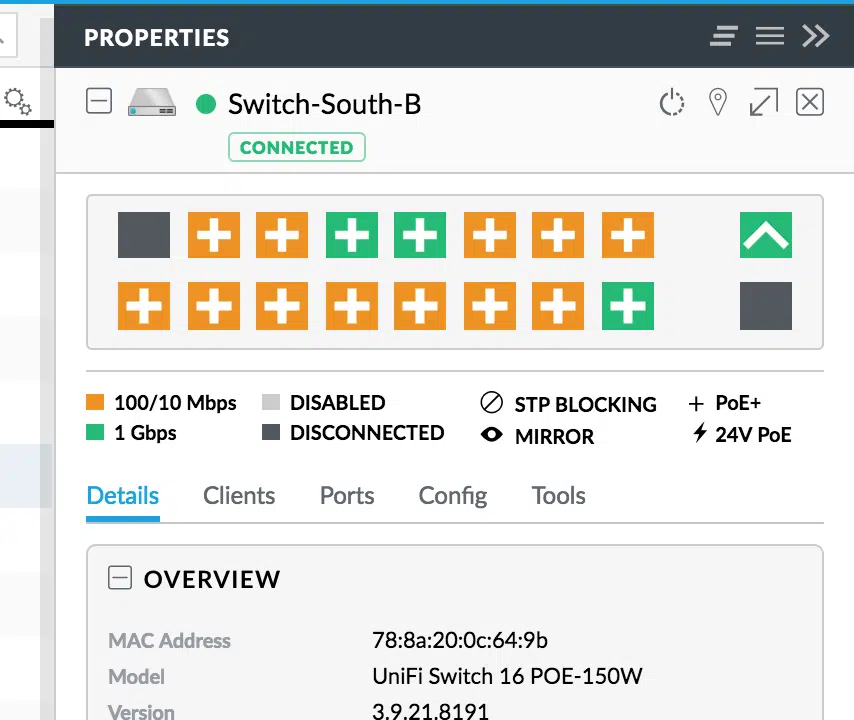 PROPERTIES
Switch-South-B
CONNECTED
100/10 Mbps DISABLED STP BLOCKING PoE+
1 Gbps DISCONNECTED MIRROR 24V PoE
Details Clients Ports Config Tools
OVERVIEW
MAC Address 78:8a:20:0c:64:9b
Model UniFi Switch 16 POE-150W
Version 3.9.21.8191